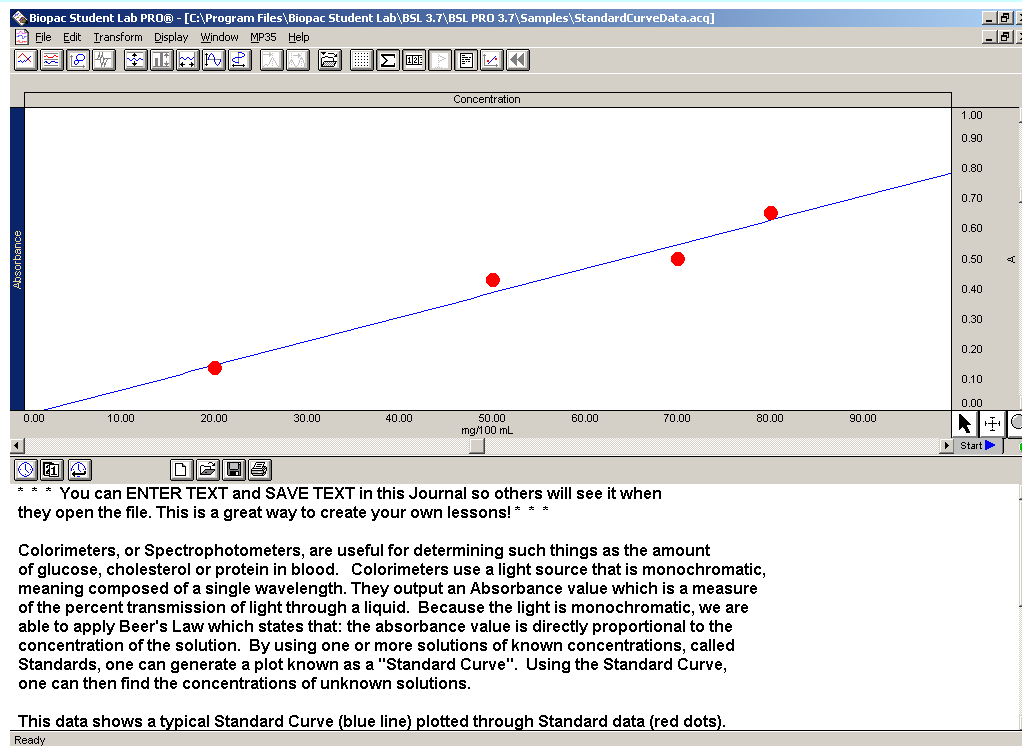 Biopac Student Lab PRO® - [C:\Program Files\Biopac Student Lab\BSL 3.7\BSL PRO 3.7\Samples\StandardCurveData.acq]
File Edit Transform Display Window MP35 Help
Concentration
Absorbance
1.00
0.90
0.80
0.70
0.60
0.50
0.40
0.30
0.20
0.10
0.00
A
0.00 10.00 20.00 30.00 40.00 50.00 60.00 70.00 80.00 90.00
mg/100 mL
Start
* * * You can ENTER TEXT and SAVE TEXT in this Journal so others will see it when
they open the file. This is a great way to create your own lessons! * * *
Colorimeters, or Spectrophotometers, are useful for determining such things as the amount
of glucose, cholesterol or protein in blood.   Colorimeters use a light source that is monochromatic,
meaning composed of a single wavelength. They output an Absorbance value which is a measure
of the percent transmission of light through a liquid.  Because the light is monochromatic, we are
able to apply Beer's Law which states that: the absorbance value is directly proportional to the
concentration of the solution.  By using one or more solutions of known concentrations, called
Standards, one can generate a plot known as a "Standard Curve".  Using the Standard Curve,
one can then find the concentrations of unknown solutions.
This data shows a typical Standard Curve (blue line) plotted through Standard data (red dots).
Ready